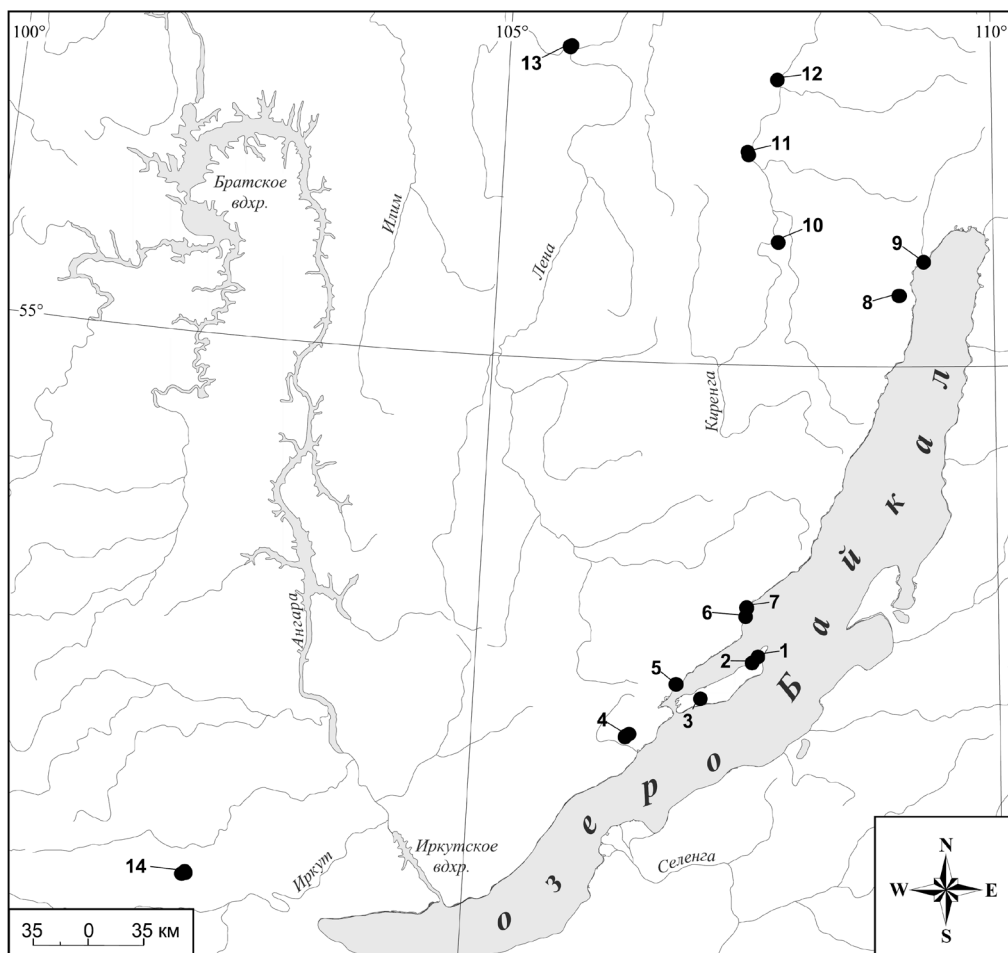 100°
105°
110°
13
12
11
Братское
вдхр.
Илим
Лена
10
9
8
55°
Киренга
Ангара
7
6
1
2
5
3
4
озеро Байкал
14
Иркут
Иркутское
вдхр.
Селенга
N
W E
S
35 0 35 км